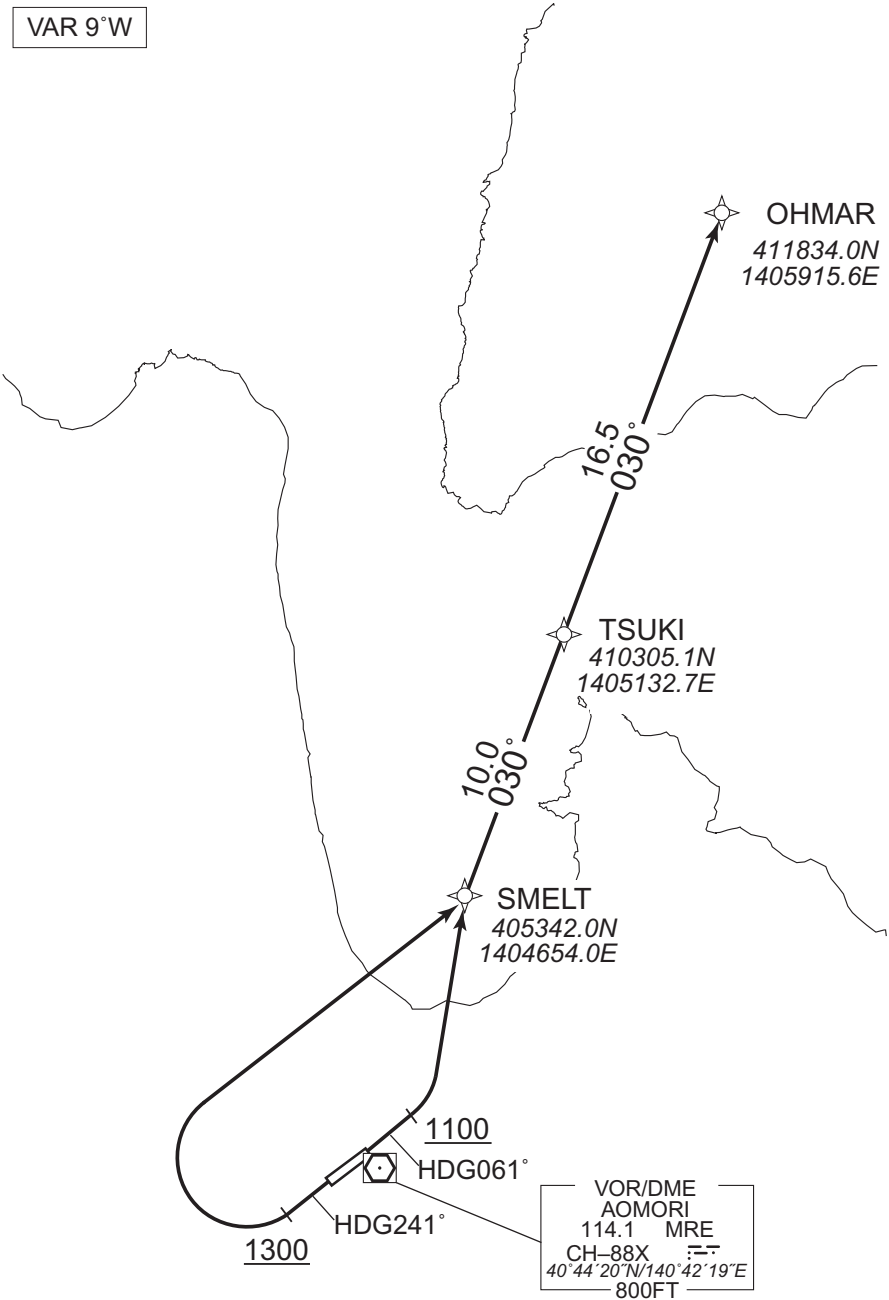 VAR 9˚W
OHMAR
411834.0N
1405915.6E
16.5
030˚
TSUKI
410305.1N
1405132.7E
10.0
030˚
SMELT
405342.0N
1404654.0E
1100
HDG061˚
HDG241˚
1300
VOR/DME
AOMORI
114.1 MRE
CH–88X
40˚44´20˝N/140˚42´19˝E
800FT